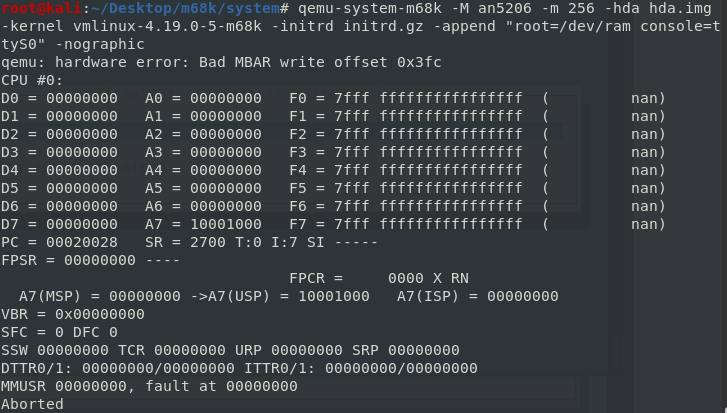 root@kali:~/Desktop/m68k/system# qemu-system-m68k -M an5206 -m 256 -hda hda.img
-kernel vmlinux-4.19.0-5-m68k -initrd initrd.gz -append "root=/dev/ram console=t
tyS0" -nographic
qemu: hardware error: Bad MBAR write offset 0x3fc
CPU #0:
D0 = 00000000   A0 = 00000000   F0 = 7fff ffffffffffffffff  (         nan)
D1 = 00000000   A1 = 00000000   F1 = 7fff ffffffffffffffff  (         nan)
D2 = 00000000   A2 = 00000000   F2 = 7fff ffffffffffffffff  (         nan)
D3 = 00000000   A3 = 00000000   F3 = 7fff ffffffffffffffff  (         nan)
D4 = 00000000   A4 = 00000000   F4 = 7fff ffffffffffffffff  (         nan)
D5 = 00000000   A5 = 00000000   F5 = 7fff ffffffffffffffff  (         nan)
D6 = 00000000   A6 = 00000000   F6 = 7fff ffffffffffffffff  (         nan)
D7 = 00000000   A7 = 10001000   F7 = 7fff ffffffffffffffff  (         nan)
PC = 00020028   SR = 2700 T:0 I:7 SI -----
FPSR = 00000000 ----
                                FPCR =     0000 X RN
  A7(MSP) = 00000000 ->A7(USP) = 10001000   A7(ISP) = 00000000
VBR = 0x00000000
SFC = 0 DFC 0
SSW 00000000 TCR 00000000 URP 00000000 SRP 00000000
DTTR0/1: 00000000/00000000 ITTR0/1: 00000000/00000000
MMUSR 00000000, fault at 00000000
Aborted